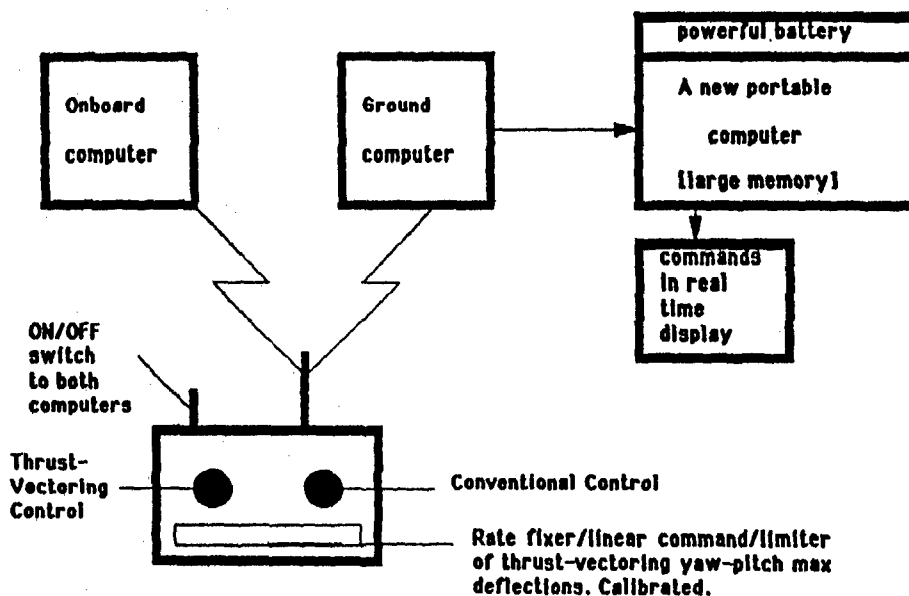 powerful battery
Onboard
computer
Ground
computer
A new portable
computer
[large memory]
commands
in real
time
display
ON/OFF
switch
to both
computers
Thrust-
Vectoring
Control
Conventional Control
Rate fixer/linear command/limiter
of thrust-vectoring yaw-pitch max
deflections. Calibrated.